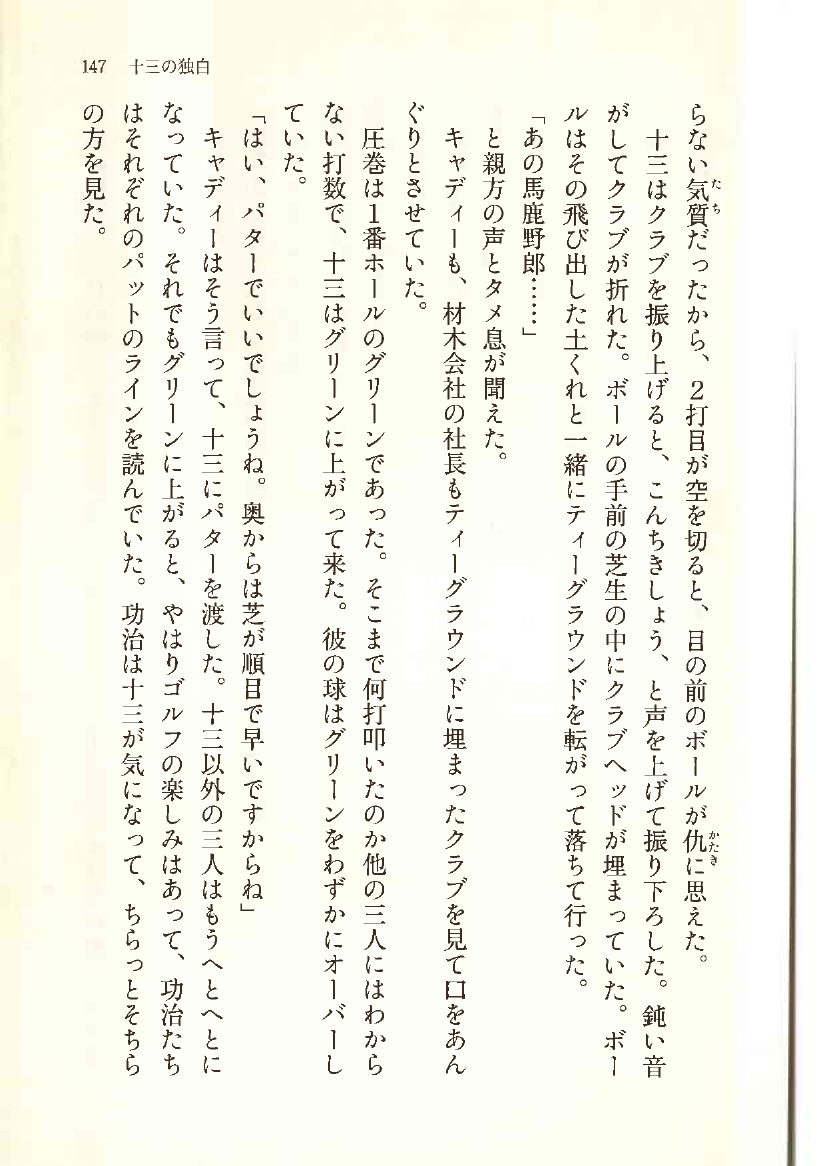 147　十三の独白
らない気質だったから、２打目が空を切ると、目の前のボールが仇に思えた。
　十三はクラブを振り上げると、こんちきしょう、と声を上げて振り下ろした。鈍い音
がしてクラブが折れた。ボールの手前の芝生の中にクラブヘッドが埋まっていた。ボー
ルはその飛び出した土くれと一緒にティーグラウンドを転がって落ちて行った。
「あの馬鹿野郎……」
　と親方の声とタメ息が聞えた。
　キャディーも、材木会社の社長もティーグラウンドに埋まったクラブを見て口をあん
ぐりとさせていた。
　圧巻は１番ホールのグリーンであった。そこまで何打叩いたのか他の三人にはわから
ない打数で、十三はグリーンに上がって来た。彼の球はグリーンをわずかにオーバーし
ていた。
「はい、パターでいいでしょうね。奥からは芝が順目で早いですからね」
　キャディーはそう言って、十三にパターを渡した。十三以外の三人はもうへとへとに
なっていた。それでもグリーンに上がると、やはりゴルフの楽しみはあって、功治たち
はそれぞれのパットのラインを読んでいた。功治は十三が気になって、ちらっとそちら
の方を見た。
たち
かたき